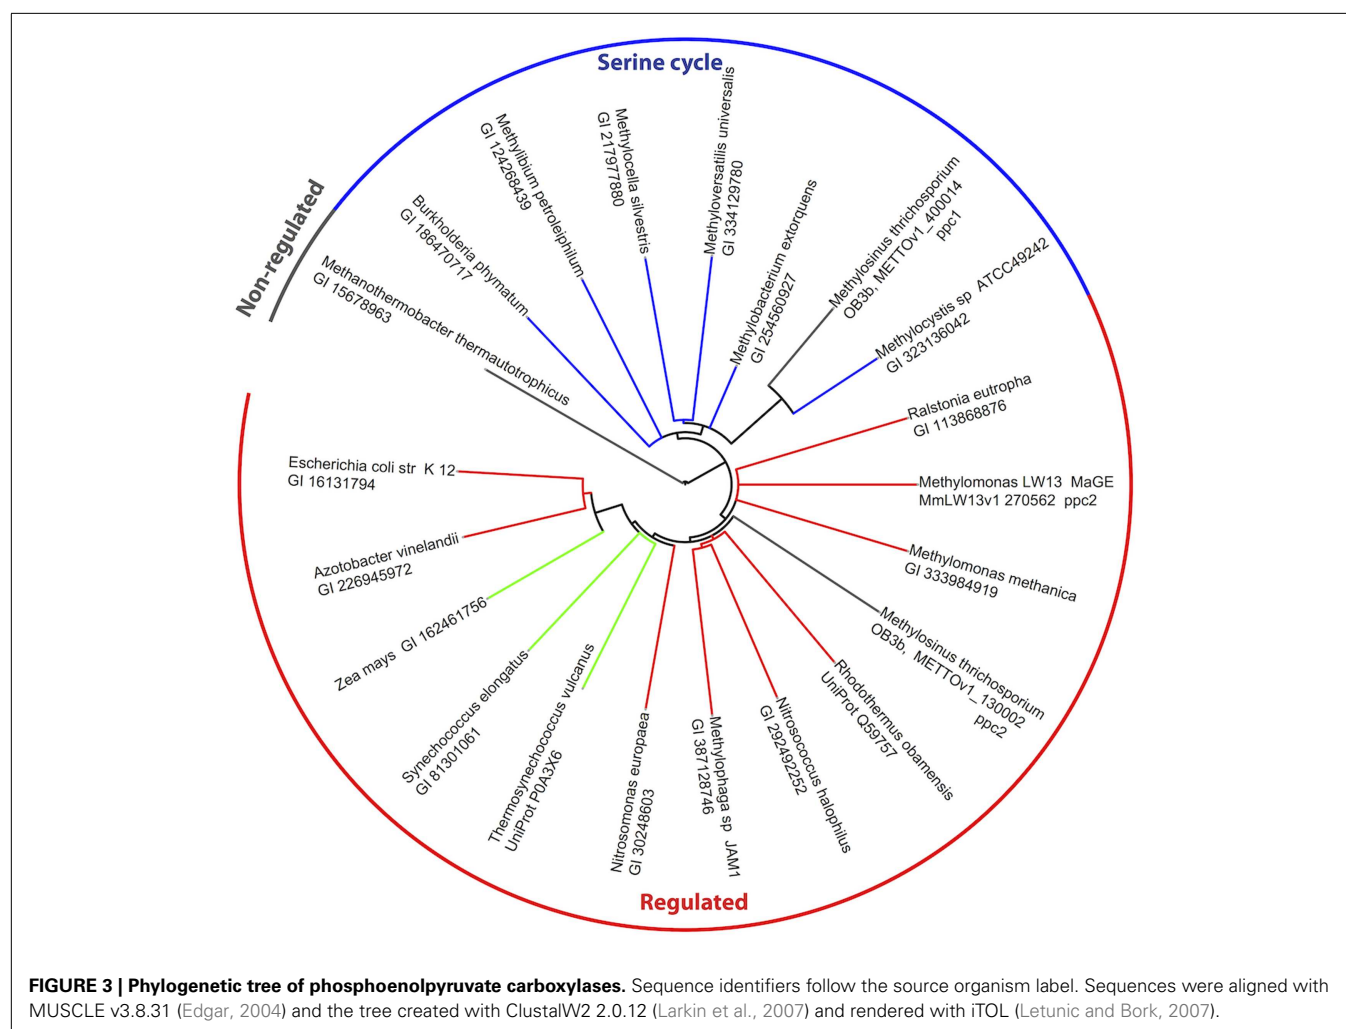 Serine cycle
Non-regulated
Methanothermobacter thermautotrophicus
GI 15678963
Burkholderia phymatum
GI 186470717
Methylibium petroleiphilum
GI 124268439
Methylocella silvestris
GI 217977880
Methyloversatilis universalis
GI 334129780
Methylobacterium extorquens
GI 254560927
Methylosinus thrichosporium
OB3b, METTOv1_400014
ppc1
Methylocystis sp ATCC49242
GI 323136042
Ralstonia eutropha
GI 113868876
Methylomonas LW13 MaGE
MmLW13v1 270562 ppc2
Methylomonas methanica
GI 333984919
Methylosinus thrichosporium
OB3b, METTOv1_130002
ppc2
Rhodothermus obamensis
UniProt Q59757
Nitrosococcus halophilus
GI 292492252
Methylophaga sp JAM1
GI 387128746
Nitrosomonas europaea
GI 30248603
Thermosynechococcus vulcanus
UniProt P0A3X6
Synechococcus elongatus
GI 81301061
Zea mays GI 162461756
Azotobacter vinelandii
GI 226945972
Escherichia coli str K 12
GI 16131794
Regulated
FIGURE 3 | Phylogenetic tree of phosphoenolpyruvate carboxylases. Sequence identifiers follow the source organism label. Sequences were aligned with
MUSCLE v3.8.31 (Edgar, 2004) and the tree created with ClustalW2 2.0.12 (Larkin et al., 2007) and rendered with iTOL (Letunic and Bork, 2007).